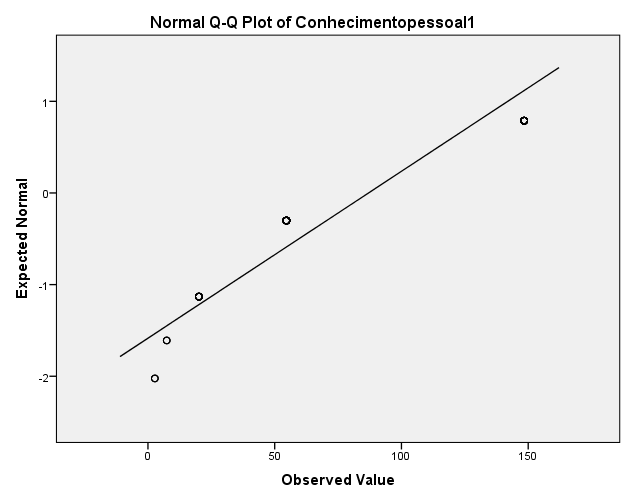 Normal Q-Q Plot of Conhecimentopessoal1
Expected Normal
1
0
-1
-2
0 50 100 150
Observed Value